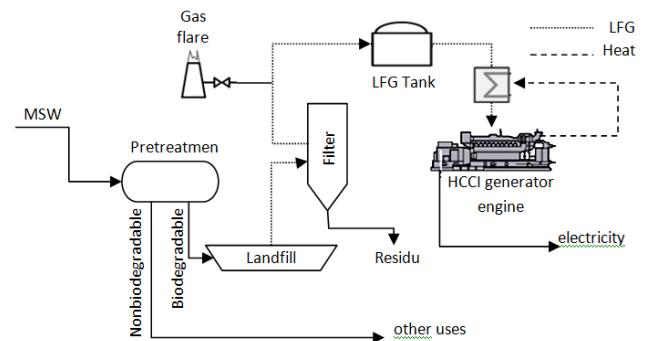 Gas
flare
LFG
Heat
LFG Tank
MSW
Pretreatmen
Filter
HCCI generator
engine
Nonbiodegradable
Biodegradable
Landfill
Residu
electricity
other uses